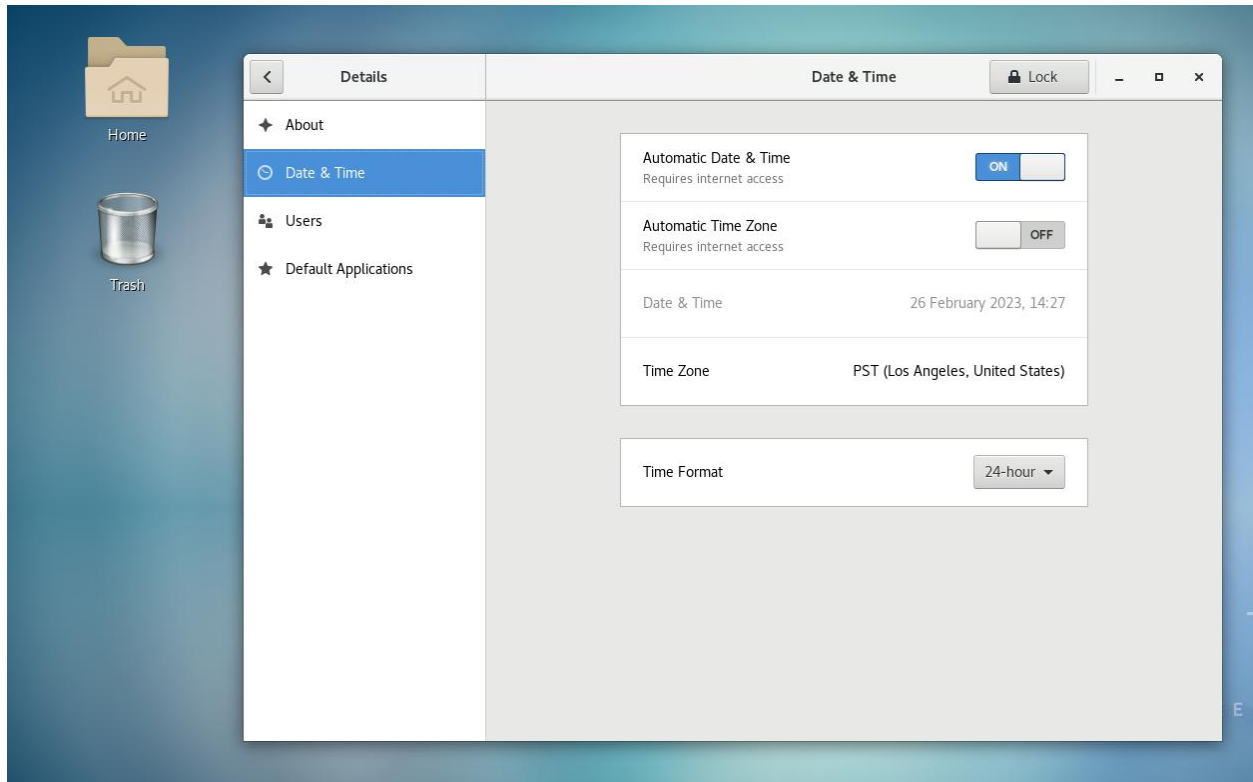 Home
Trash
Details
About
Date & Time
Users
Default Applications
Date & Time
Lock
Automatic Date & Time
ON
Requires internet access
Automatic Time Zone
OFF
Requires internet access
Date & Time 26 February 2023, 14:27
Time Zone PST (Los Angeles, United States)
Time Format 24-hour
E